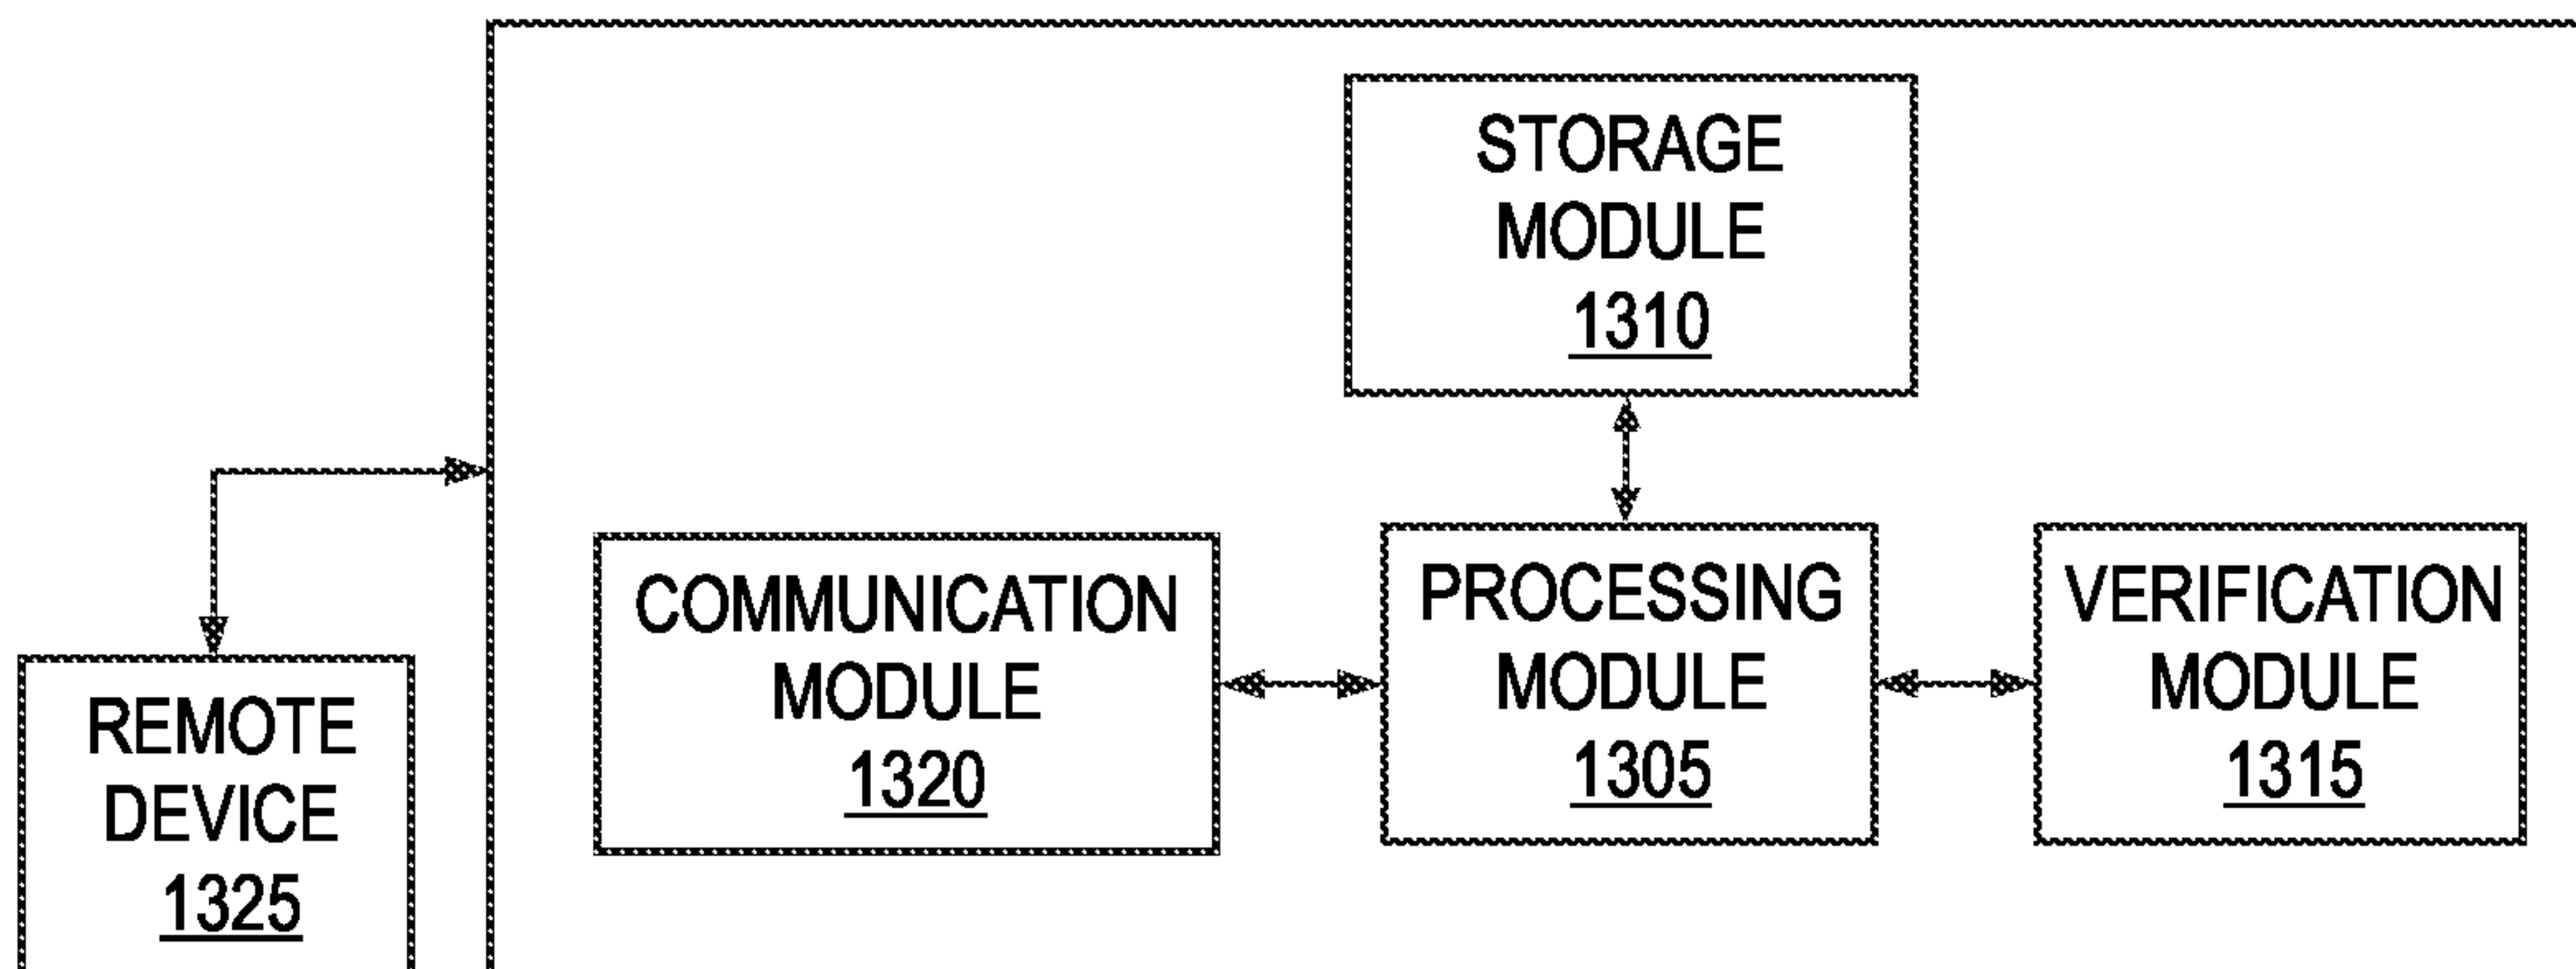 STORAGE
MODULE
1310
COMMUNICATION
MODULE
1320
PROCESSING
MODULE
1305
VERIFICATION
MODULE
1315
REMOTE
DEVICE
1325